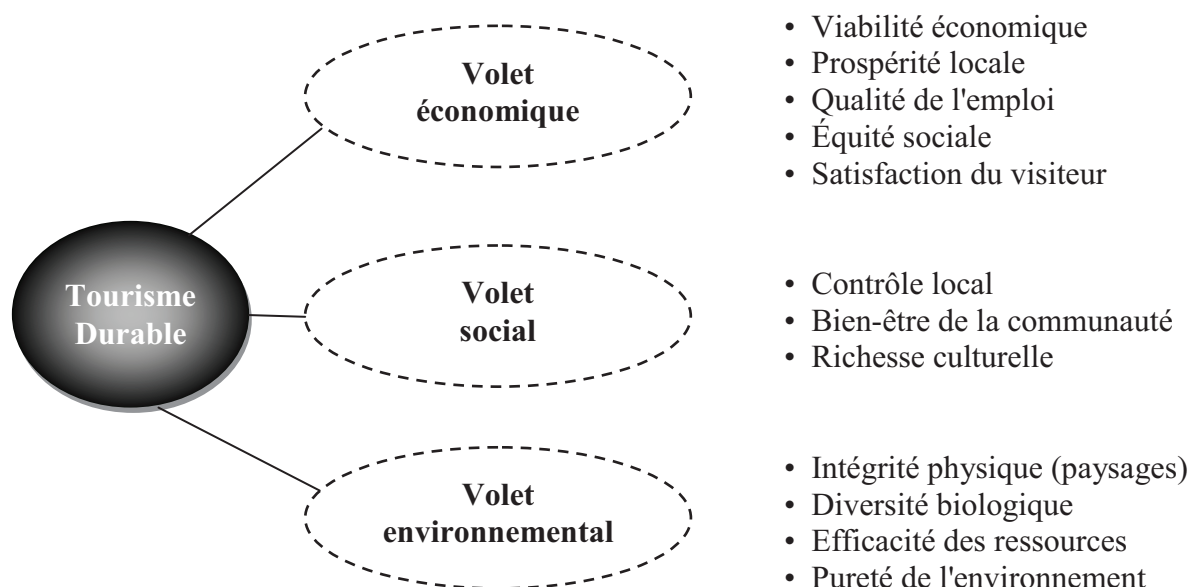 Tourisme
Durable
Volet
économique
• Viabilité économique
• Prospérité locale
• Qualité de l'emploi
• Équité sociale
• Satisfaction du visiteur
Volet
social
• Contrôle local
• Bien-être de la communauté
• Richesse culturelle
Volet
environnemental
• Intégrité physique (paysages)
• Diversité biologique
• Efficacité des ressources
• Pureté de l'environnement